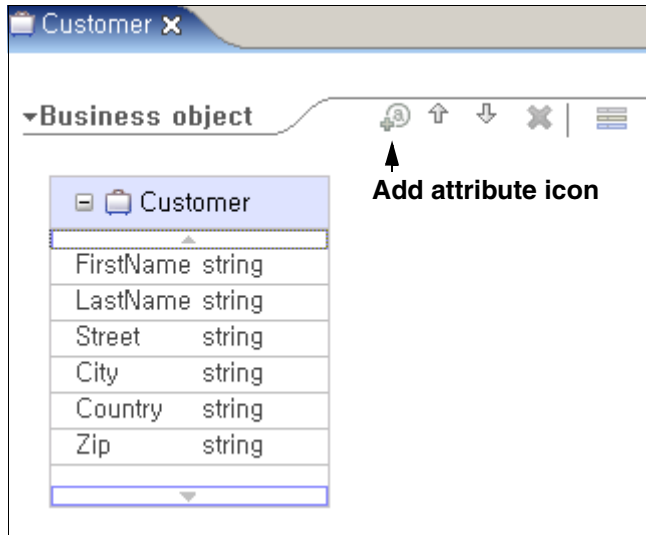 Customer
Business object
Add attribute icon
Customer
FirstName string
LastName string
Street string
City string
Country string
Zip string